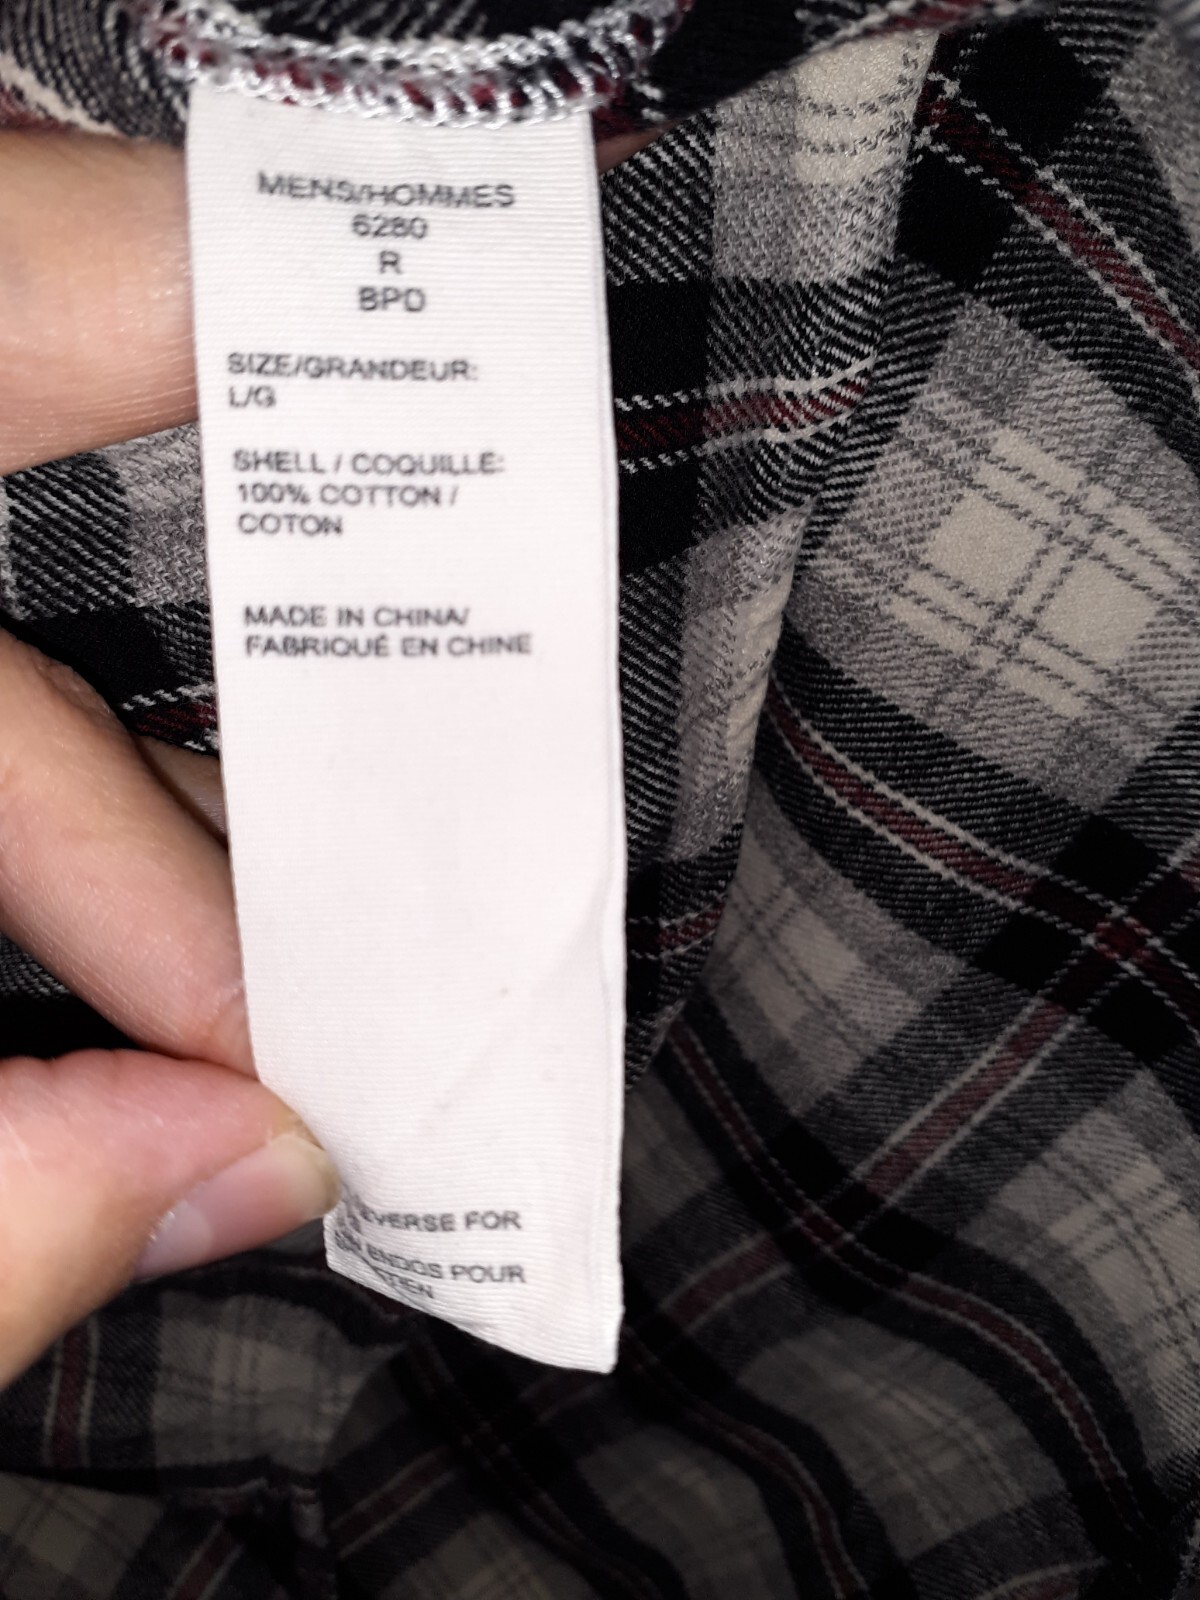 MENS/HOMMES
6280
R
BPD
SIZE/GRANDEUR:
L/G
SHELL / COQUILLE:
100% COTTON /
COTON
MADE IN CHINA/
FABRIQUÉ EN CHINE
FOR
ENDOS POUR